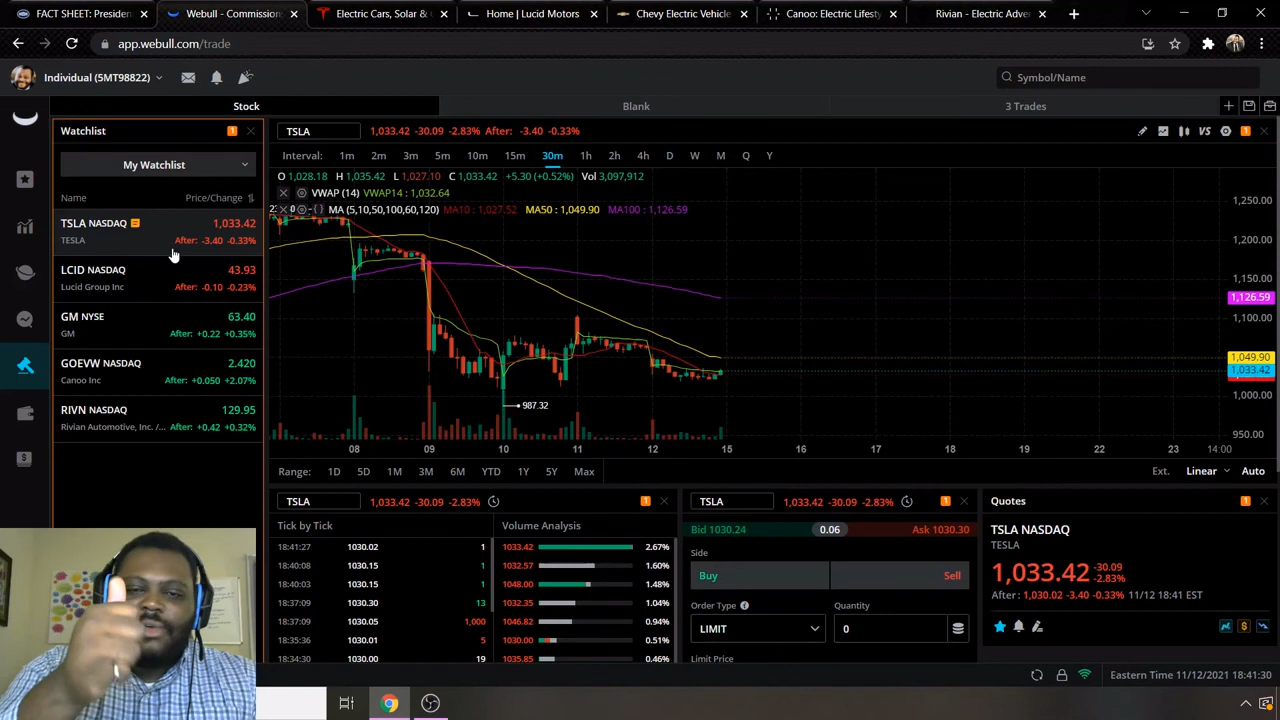 FACT SHEET: Presiden
Webull - Commission
Electric Cars, Solar &
Home | Lucid Motors
Chevy Electric Vehicle
Canoo: Electric Lifesty
Rivian - Electric Adve
app.webull.com/trade
Individual (5MT98822)
Symbol/Name
Stock
Blank
3 Trades
Watchlist
1
My Watchlist
Name Price/Change
TSLA NASDAQ 1,033.42
TESLA After: -3.40 -0.33%
LCID NASDAQ 43.93
Lucid Group Inc After: -0.10 -0.23%
GM NYSE 63.40
GM After: +0.22 +0.35%
GOEVW NASDAQ 2.420
Canoo Inc After: +0.050 +2.07%
RIVN NASDAQ 129.95
Rivian Automotive, Inc. /... After: +0.42 +0.32%
TSLA 1,033.42 -30.09 -2.83% After: -3.40 -0.33%
VS
1
Interval: 1m 2m 3m 5m 10m 15m 30m 1h 2h 4h D W M Q Y
O 1,028.18 H 1,035.42 L 1,027.10 C 1,033.42 +5.30 (+0.52%) Vol 3,097,912
VWAP (14) VWAP14 : 1,032.64
MA (5,10,50,100,60,120) MA10 : 1,027.52 MA50 : 1,049.90 MA100 : 1,126.59
1,250.00
1,200.00
1,150.00
1,126.59
1,100.00
1,049.90
1,033.42
1,000.00
950.00
987.32
08 09 10 11 12 15 16 17 18 19 22 23 14:00
Range: 1D 5D 1M 3M 6M YTD 1Y 5Y Max
Ext. Linear Auto
TSLA 1,033.42 -30.09 -2.83%
1
Tick by Tick
18:41:27 1030.02 1
18:40:08 1030.15 1
18:40:03 1030.15 1
18:37:09 1030.30 13
18:37:09 1030.05 1,000
18:35:36 1030.01 5
18:34:30 1030.00 19
Volume Analysis
1033.42 2.67%
1032.57 1.60%
1048.00 1.48%
1032.35 1.04%
1046.82 0.94%
1030.00 0.51%
1035.85 0.46%
TSLA 1,033.42 -30.09 -2.83%
1
Bid 1030.24 0.06 Ask 1030.30
Side
Buy Sell
Order Type Quantity
LIMIT 0
Limit Price
Quotes
1
TSLA NASDAQ
TESLA
1,033.42 -30.09
-2.83%
After : 1,030.02 -3.40 -0.33% 11/12 18:41 EST
Eastern Time 11/12/2021 18:41:30